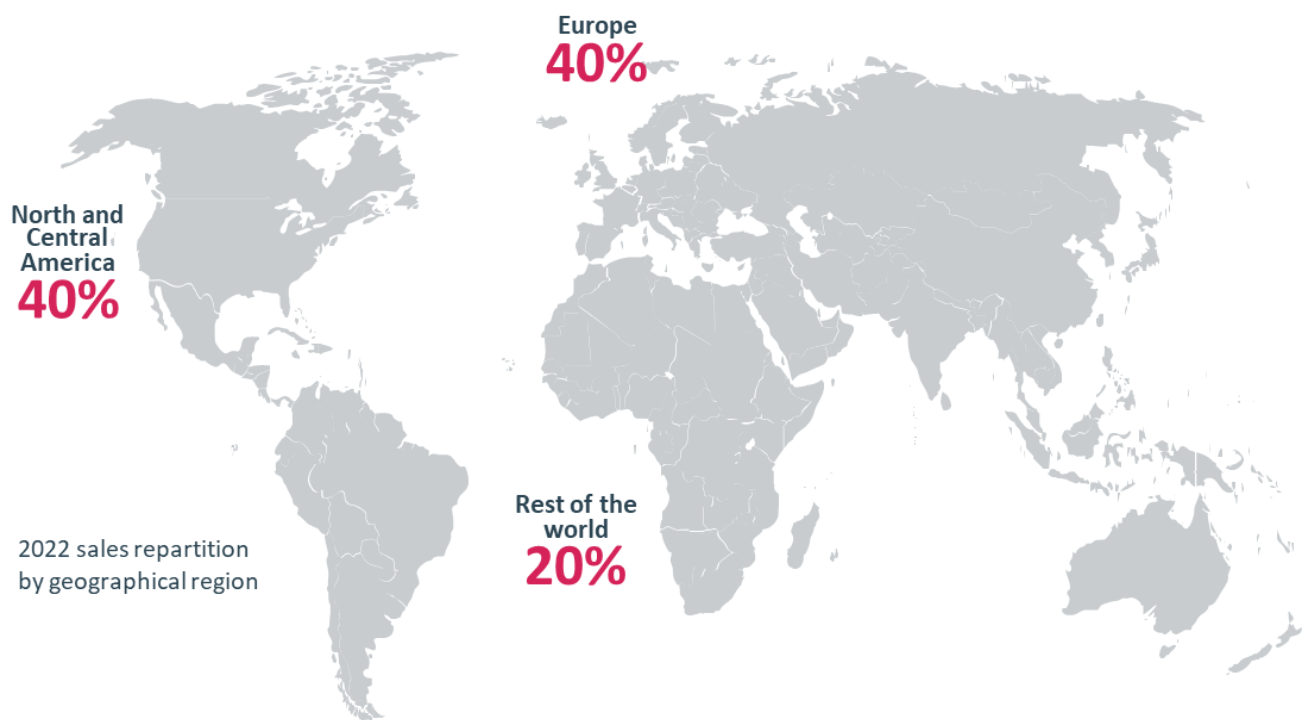 Europe
40%
North and
Central
America
40%
Rest of the
world
20%
2022 sales repartition
by geographical region